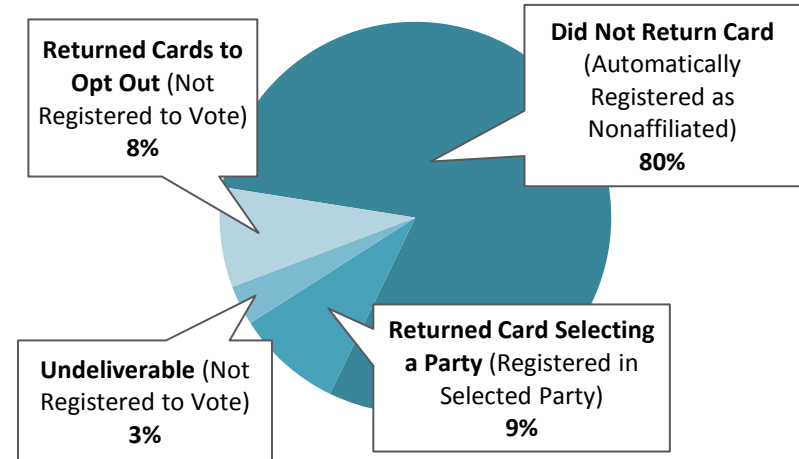 Returned Cards to
Opt Out (Not
Registered to Vote)
8%
Did Not Return Card
(Automatically
Registered as
Nonaffiliated)
80%
Undeliverable (Not
Registered to Vote)
3%
Returned Card Selecting
a Party (Registered in
Selected Party)
9%